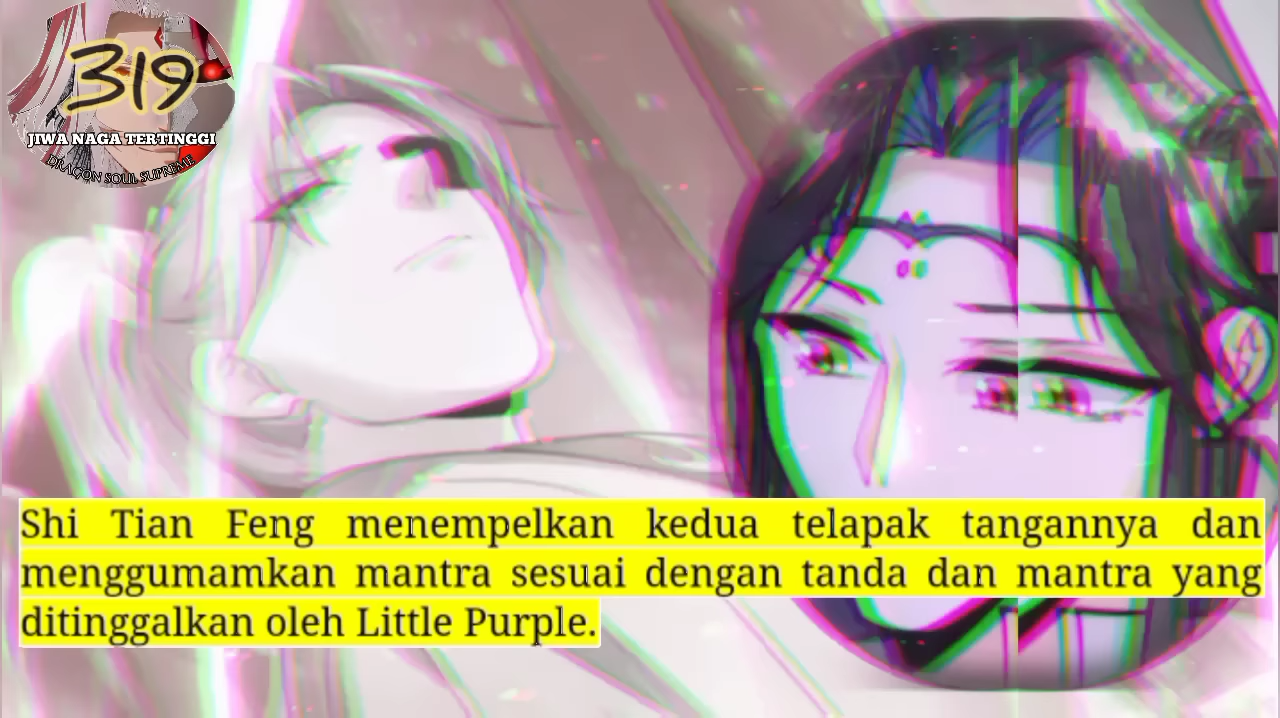 319
JIWA NAGA TERTINGGI
DRAGON SOUL SUPREME
Shi Tian Feng menempelkan kedua telapak tangannya dan
menggumamkan mantra sesuai dengan tanda dan mantra yang
ditinggalkan oleh Little Purple.